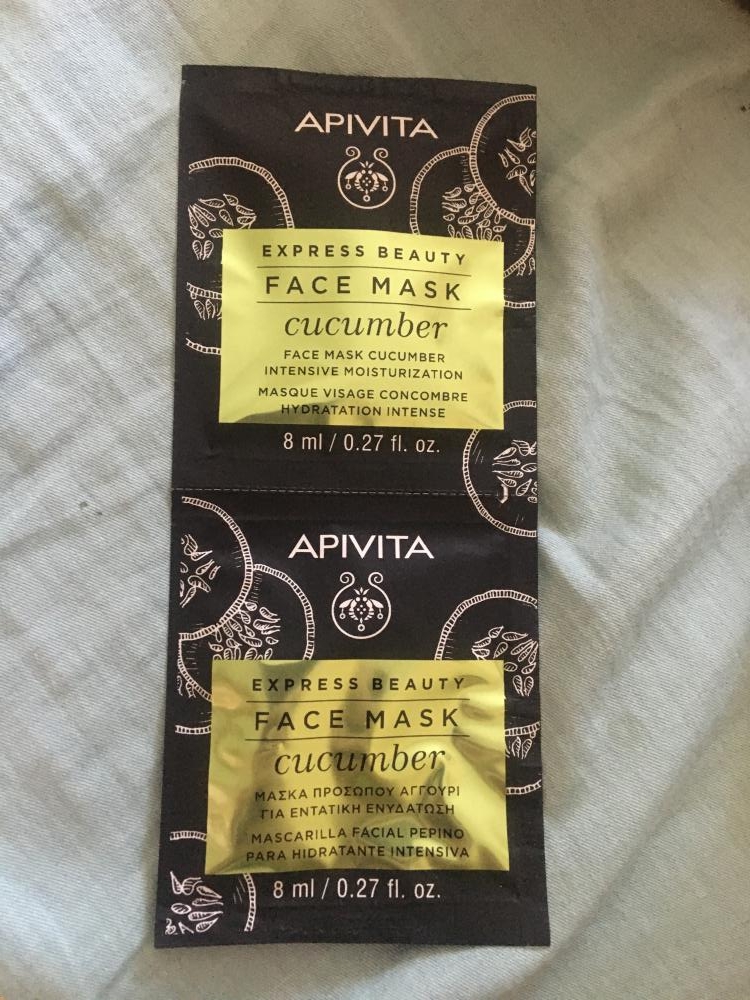 APIVITA
EXPRESS BEAUTY
FACE MASK
cucumber
FACE MASK CUCUMBER
INTENSIVE MOISTURIZATION
MASQUE VISAGE CONCOMBRE
HYDRATATION INTENSE
8 ml / 0.27 fl. oz.
APIVITA
EXPRESS BEAUTY
FACE MASK
cucumber
ΜΑΣΚΑ ΠΡΟΣΩΠΟΥ ΑΓΓΟΥΡΙ
ΓΙΑ ΕΝΤΑΤΙΚΗ ΕΝΥΔΑΤΩΣΗ
MASCARILLA FACIAL PEPINO
PARA HIDRATANTE INTENSIVA
8 ml / 0.27 fl. oz.